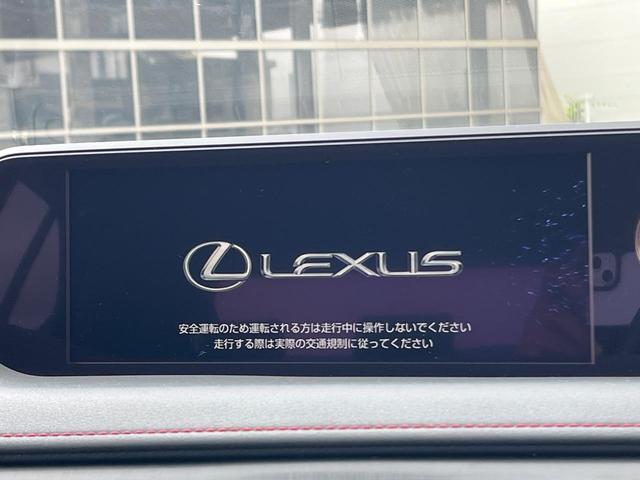 LEXUS
安全運転のため運転される方は走行中に操作しないでください
走行する際は実際の交通規制に従ってください